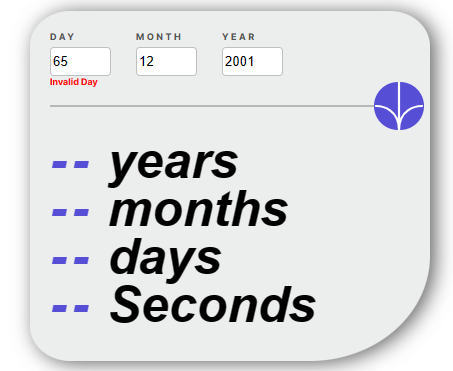 DAY MONTH YEAR
65 12 2001
Invalid Day
-- years
-- months
-- days
-- Seconds